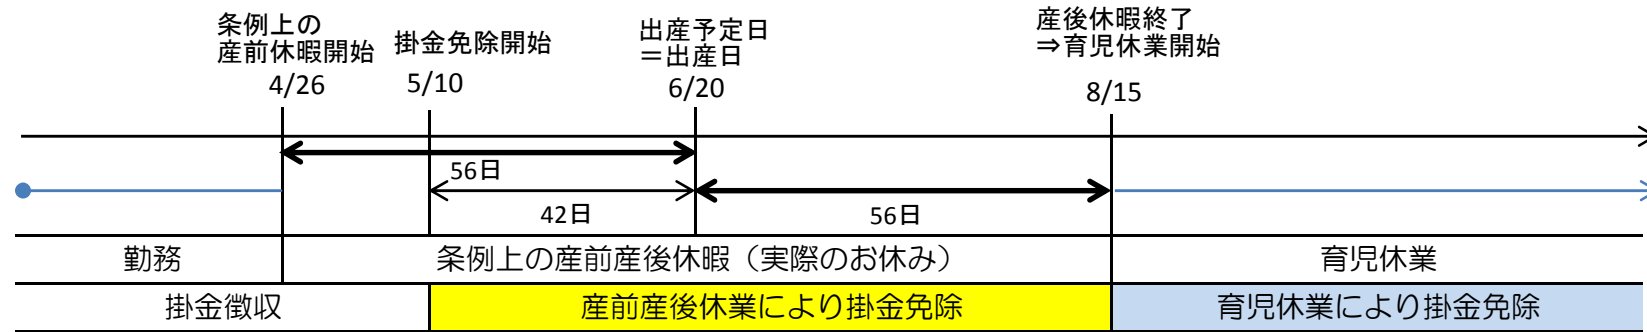 条例上の
産前休暇開始
4/26
掛金免除開始
5/10
出産予定日
＝出産日
6/20
産後休暇終了
⇒育児休業開始
8/15
56日
42日
56日
勤務
条例上の産前産後休暇（実際のお休み）
育児休業
掛金徴収
産前産後休業により掛金免除
育児休業により掛金免除